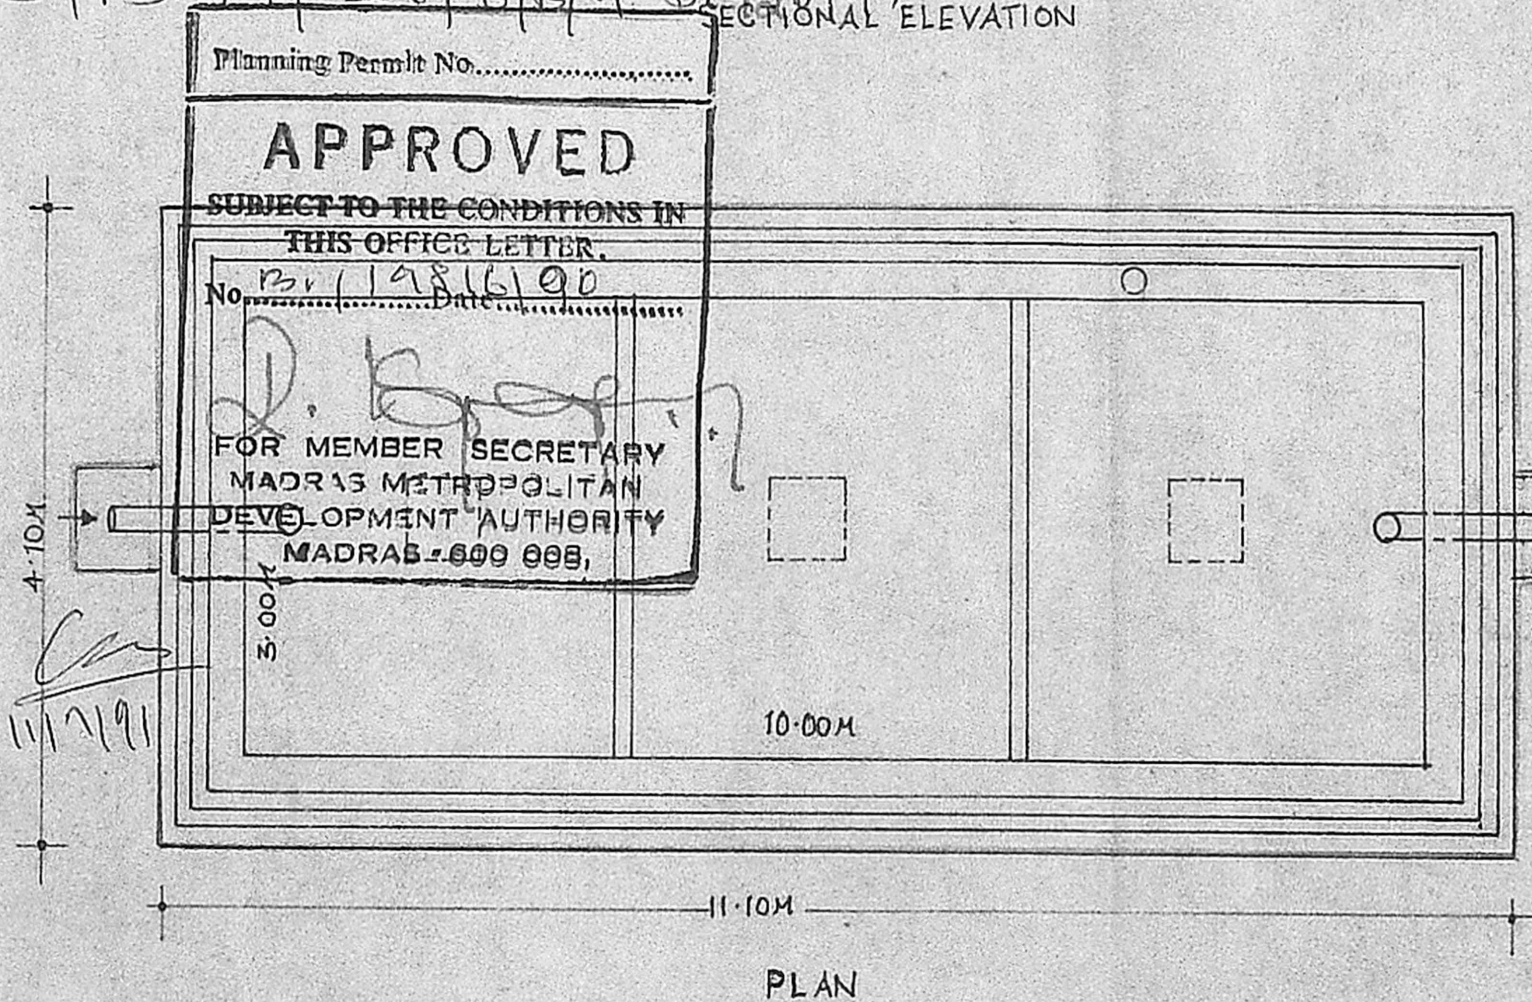 SECTIONAL ELEVATION
Planning Permit No.
APPROVED
SUBJECT TO THE CONDITIONS IN
THIS OFFICE LETTER.
No. B1/19816/90 Date
FOR MEMBER SECRETARY
MADRAS METROPOLITAN
DEVELOPMENT AUTHORITY
MADRAS-600 008.
4.10M
3.00M
11/7/91
10.00M
11.10M
PLAN